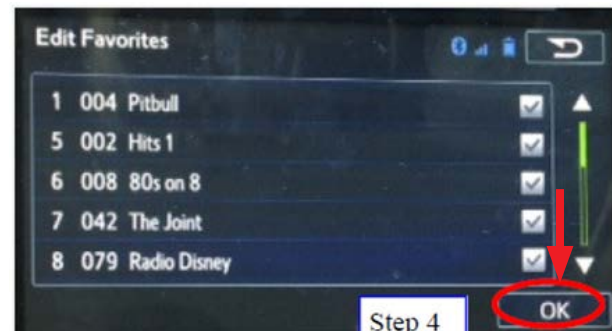 Edit Favorites
1 004 Pitbull
5 002 Hits 1
6 008 80s on 8
7 042 The Joint
8 079 Radio Disney
Step 4
OK